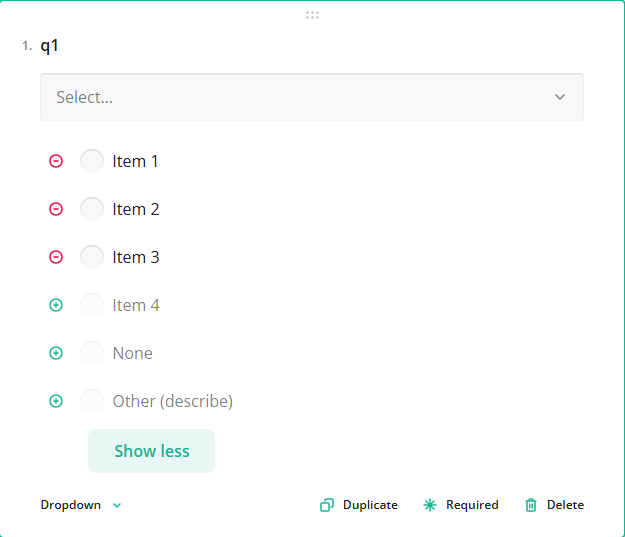 1. q1
Select...
Item 1
Item 2
Item 3
Item 4
None
Other (describe)
Show less
Dropdown Duplicate Required Delete